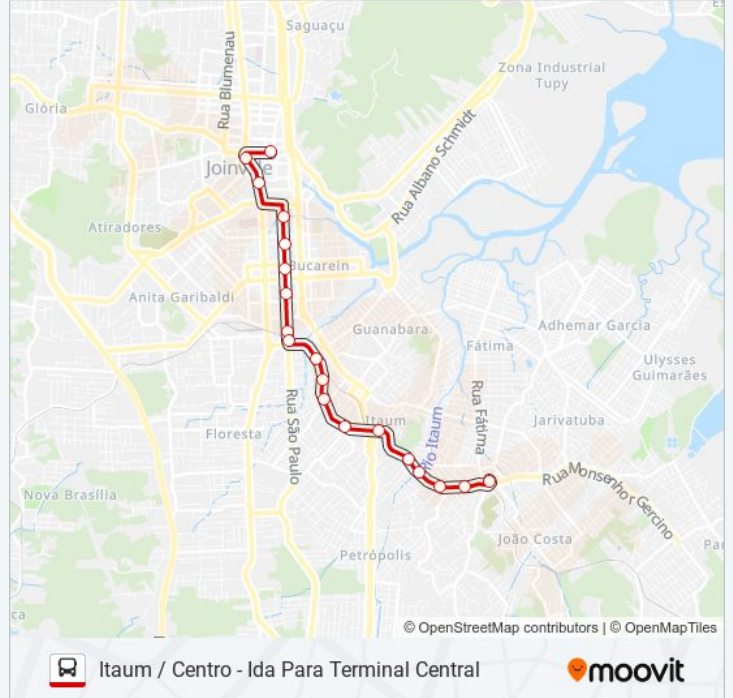 Saguaçu
Zona Industrial
Tupy
Rua Blumenau
Glória
Rua Albano Schmidt
Joinville
Atiradores
Bucarein
Anita Garibaldi
Guanabara
Adhemar Garcia
Fátima
Ulysses
Guimarães
Rua São Paulo
Rua Fátima
Itaum
Rio Itaum
Jarivatuba
Floresta
Rua Monsenhor Gercino
Nova Brasília
João Costa
Petrópolis
© OpenStreetMap contributors | © OpenMapTiles
Itaum / Centro - Ida Para Terminal Central
moovit